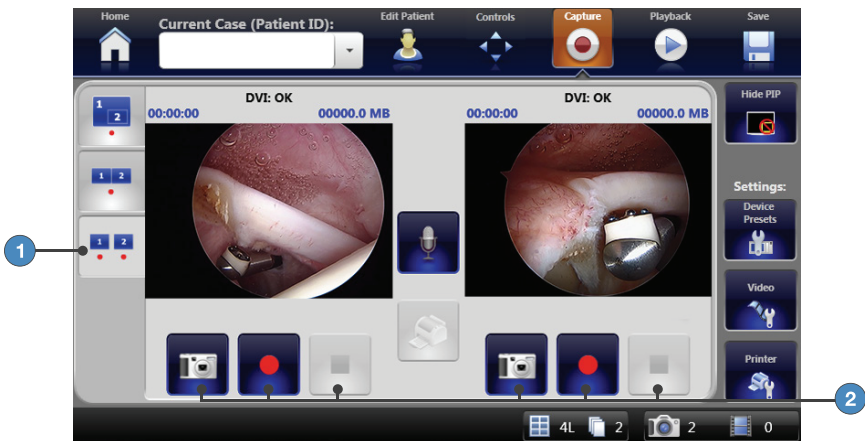 Home
Current Case (Patient ID):
Edit Patient
Controls
Capture
Playback
Save
1
2
DVI: OK
00:00:00
00000.0 MB
DVI: OK
00:00:00
00000.0 MB
Hide PIP
1 2
Settings:
Device
Presets
1
1 2
Video
Printer
2
4L
2
2
0